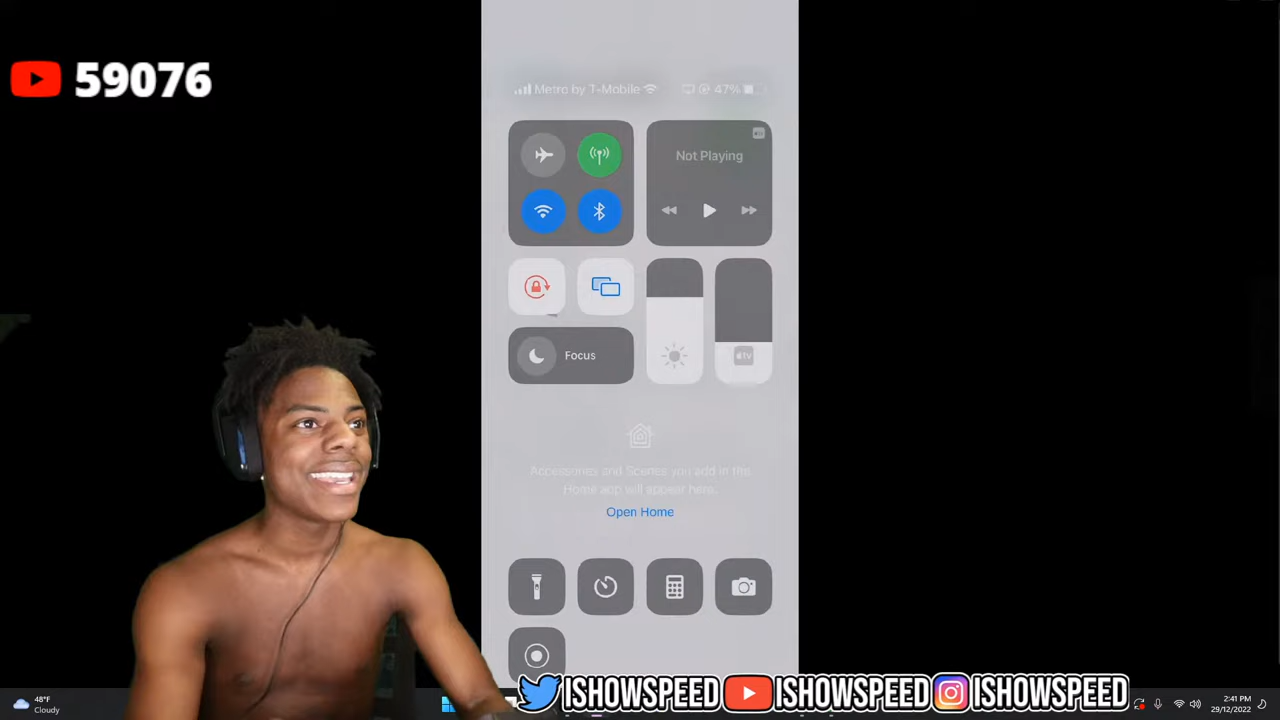 59076
Metro by T-Mobile
47%
Not Playing
tv
Focus
Accessories and Scenes you add in the
Home app will appear here.
Open Home
ISHOWSPEED ISHOWSPEED ISHOWSPEED
48°F
Cloudy
2:41 PM
29/12/2022